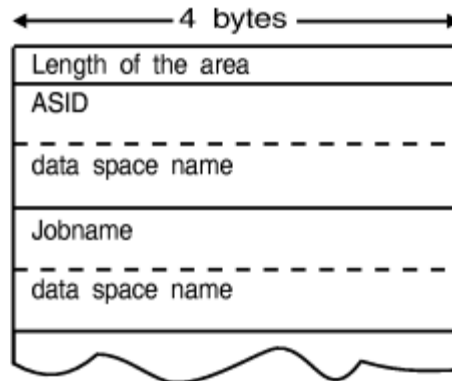 4 bytes
Length of the area
ASID
data space name
Jobname
data space name